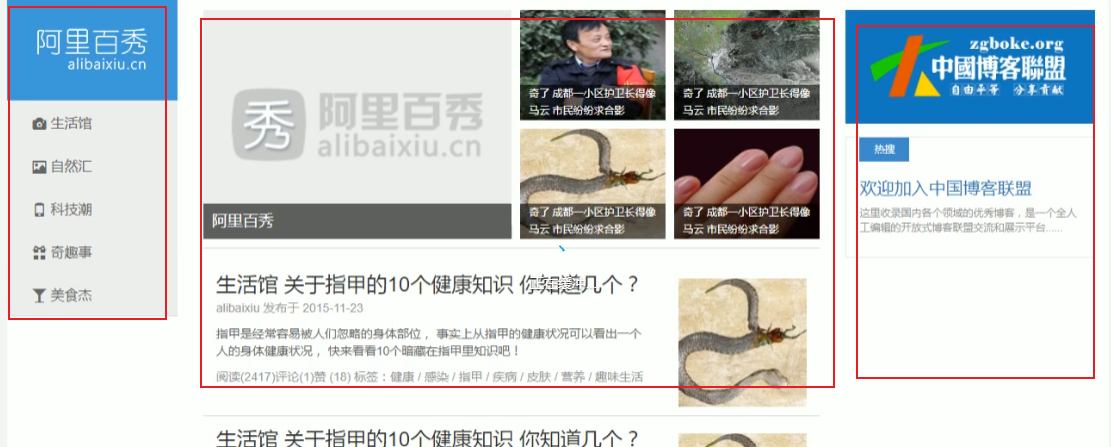 阿里百秀
alibaixiu.cn
生活馆
自然汇
科技潮
奇趣事
美食杰
秀 阿里百秀
alibaixiu.cn
阿里百秀
奇了 成都一小区护卫长得像
马云 市民纷纷求合影
奇了 成都一小区护卫长得像
马云 市民纷纷求合影
奇了 成都一小区护卫长得像
马云 市民纷纷求合影
奇了 成都一小区护卫长得像
马云 市民纷纷求合影
生活馆 关于指甲的10个健康知识 你知道几个？
alibaixiu 发布于 2015-11-23
指甲是经常容易被人们忽略的身体部位， 事实上从指甲的健康状况可以看出一个
人的身体健康状况， 快来看看10个暗藏在指甲里知识吧！
阅读(2417)评论(1)赞 (18) 标签：健康 / 感染 / 指甲 / 疾病 / 皮肤 / 营养 / 趣味生活
生活馆 关于指甲的10个健康知识 你知道几个？
zgboke.org
中國博客聯盟
自由平等 分享贡献
热搜
欢迎加入中国博客联盟
这里收录国内各个领域的优秀博客，是一个全人
工编辑的开放式博客联盟交流和展示平台......